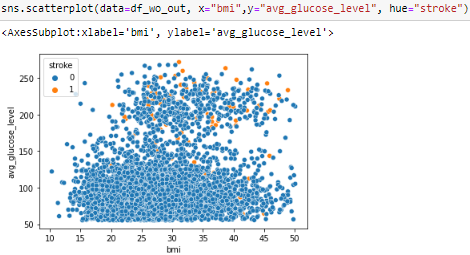 sns.scatterplot(data=df_wo_out, x="bmi",y="avg_glucose_level", hue="stroke")
<AxesSubplot:xlabel='bmi', ylabel='avg_glucose_level'>
stroke
0
1
250
200
150
100
50
avg_glucose_level
10 15 20 25 30 35 40 45 50
bmi